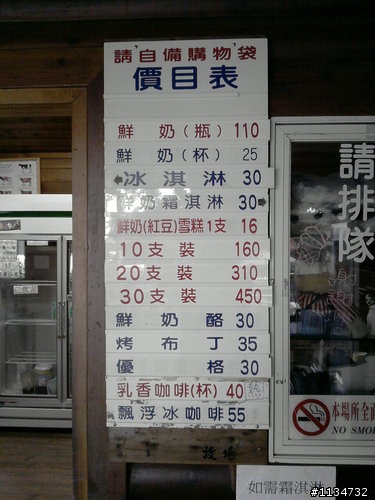 請自備購物袋
價目表
鮮奶(瓶) 110
鮮奶(杯) 25
冰淇淋 30
鮮奶霜淇淋 30
鮮奶(紅豆)雪糕1支 16
10支裝 160
20支裝 310
30支裝 450
鮮奶酪 30
烤布丁 35
優格 30
乳香咖啡(杯) 40 熱
飄浮冰咖啡 55
牧場
請排隊
本場所全面
NO SMOK
如需霜淇淋
@1134732